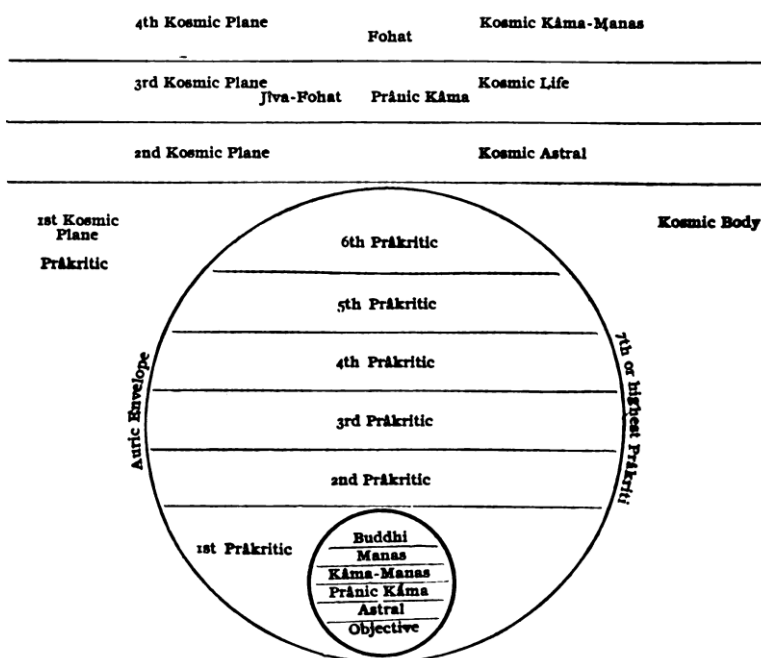 4th Kosmic Plane
Fohat
Kosmic Kâma-Manas
3rd Kosmic Plane
Jîva-Fohat
Prânic Kâma
Kosmic Life
2nd Kosmic Plane
Kosmic Astral
1st Kosmic
Plane
Prâkritic
Kosmic Body
6th Prâkritic
5th Prâkritic
4th Prâkritic
3rd Prâkritic
2nd Prâkritic
Auric Envelope
7th or highest Prâkriti
1st Prâkritic
Buddhi
Manas
Kâma-Manas
Prânic Kâma
Astral
Objective